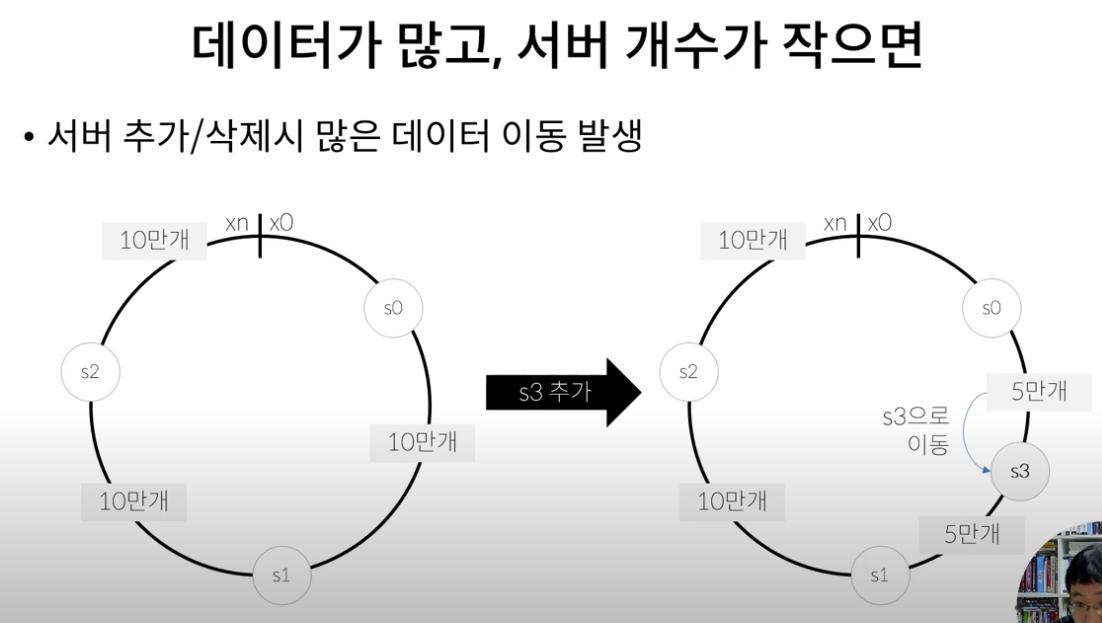 데이터가 많고, 서버 개수가 작으면
• 서버 추가/삭제시 많은 데이터 이동 발생
xn x0
10만개
s0
s2
10만개
10만개
s1
s3 추가
xn x0
10만개
s0
s2
5만개
s3으로
이동
s3
10만개
5만개
s1